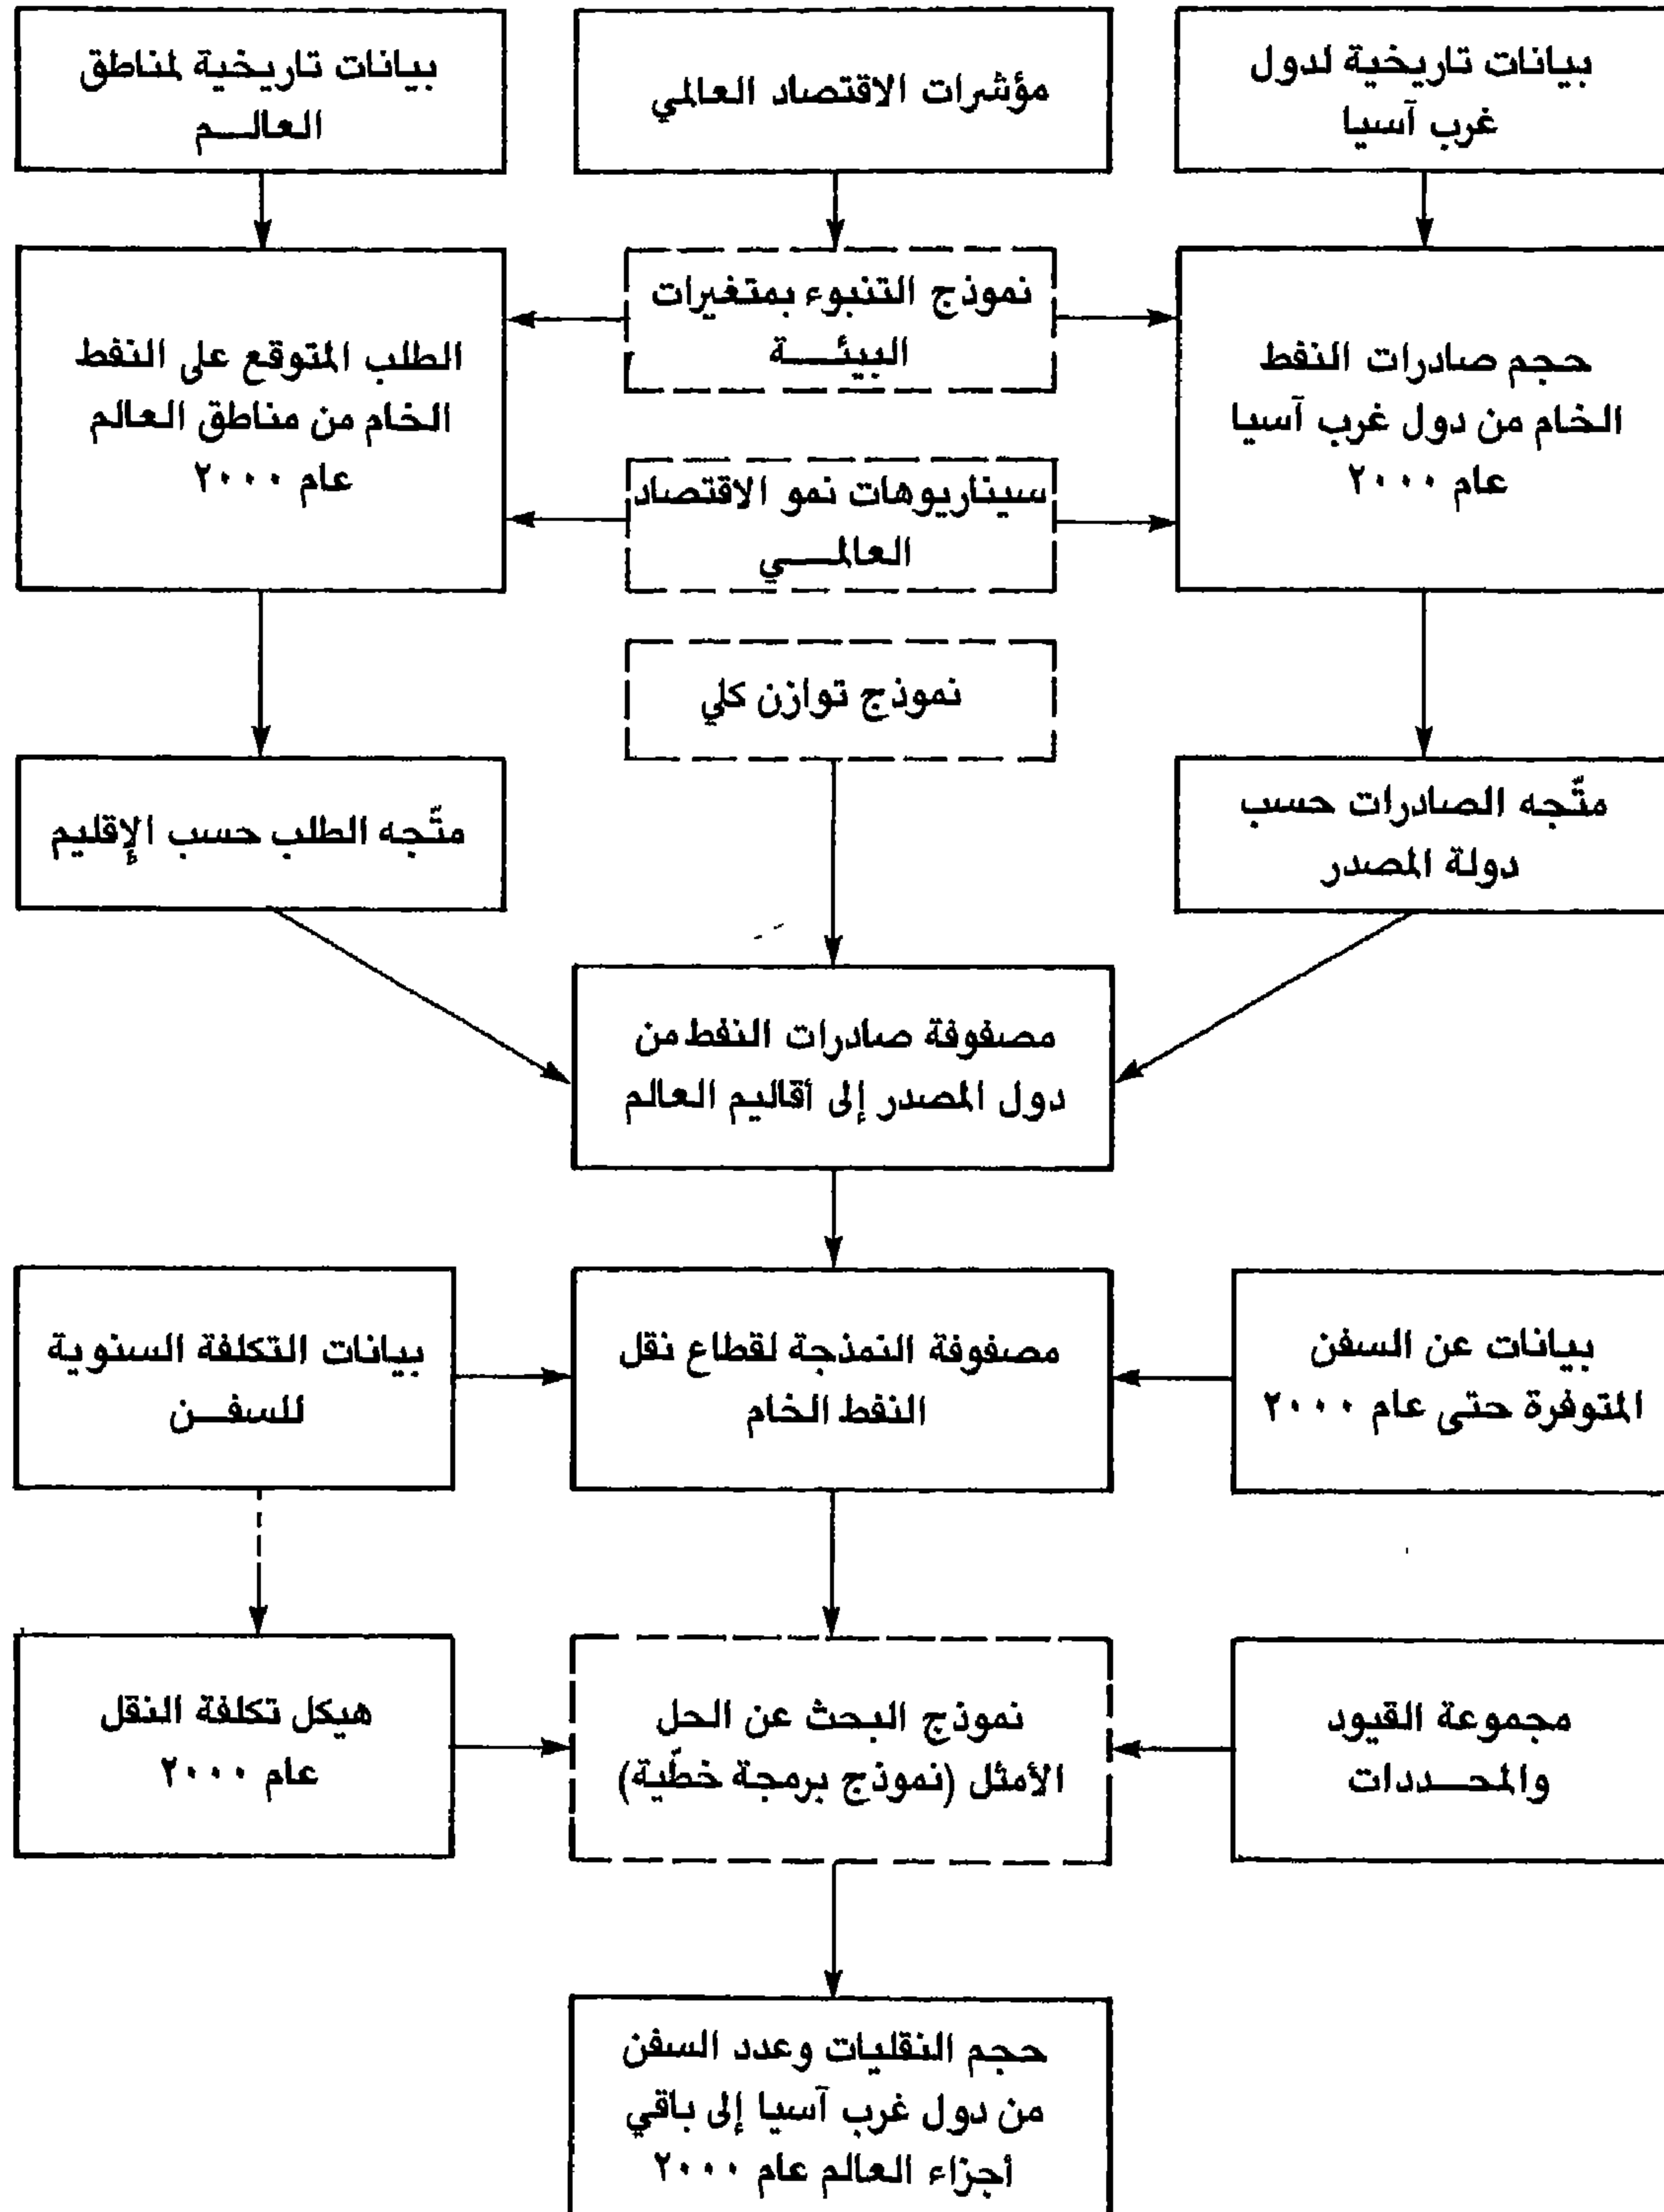 بيانات تاريخية لدول
غرب آسيا
مؤشرات الاقتصاد العالمي
بيانات تاريخية لمناطق
العالـــم
حجم صادرات النفط
الخام من دول غرب آسيا
عام ٢٠٠٠
نموذج التنبوء بمتغيرات
البيئـــة
سيناريوهات نمو الاقتصاد
العالمـــي
الطلب المتوقع على النفط
الخام من مناطق العالم
عام ٢٠٠٠
نموذج توازن كلي
متّجه الصادرات حسب
دولة المصدر
متّجه الطلب حسب الإقليم
مصفوفة صادرات النفط من
دول المصدر إلى أقاليم العالم
بيانات عن السفن
المتوفرة حتى عام ٢٠٠٠
مصفوفة النمذجة لقطاع نقل
النفط الخام
بيانات التكلفة السنوية
للسفـــن
مجموعة القيود
والمحـــددات
نموذج البحث عن الحل
الأمثل (نموذج برمجة خطّية)
هيكل تكلفة النقل
عام ٢٠٠٠
حجم النقليات وعدد السفن
من دول غرب آسيا إلى باقي
أجزاء العالم عام ٢٠٠٠